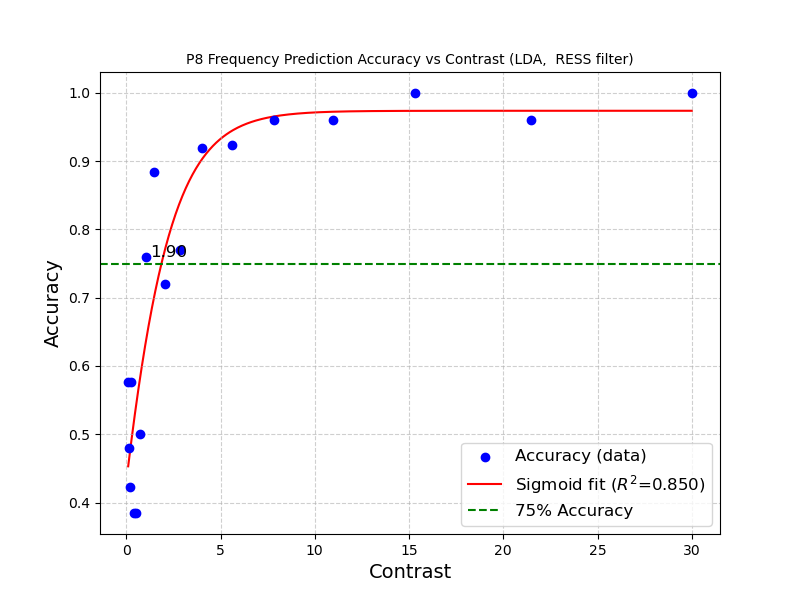 P8 Frequency Prediction Accuracy vs Contrast (LDA,  RESS filter)
Accuracy
1.0
0.9
0.8
0.7
0.6
0.5
0.4
1.90
Accuracy (data)
Sigmoid fit (R²=0.850)
75% Accuracy
0 5 10 15 20 25 30
Contrast